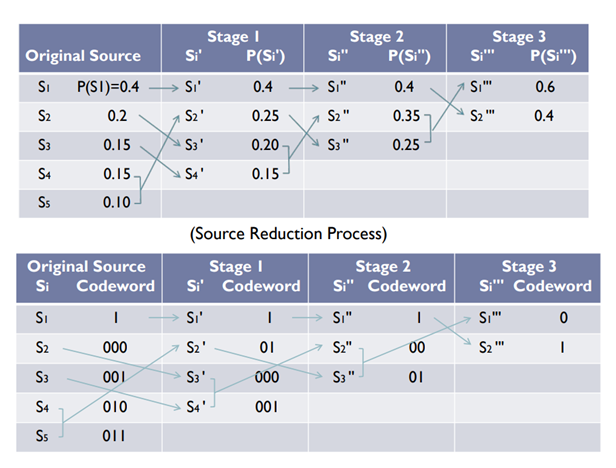 Stage 1 Stage 2 Stage 3
Original Source Si' P(Si') Si" P(Si") Si"' P(Si"')
S1 P(S1)=0.4 S1' 0.4 S1" 0.4 S1"' 0.6
S2 0.2 S2' 0.25 S2" 0.35 S2"' 0.4
S3 0.15 S3' 0.20 S3" 0.25
S4 0.15 S4' 0.15
S5 0.10
(Source Reduction Process)
Original Source Stage 1 Stage 2 Stage 3
Si Codeword Si' Codeword Si" Codeword Si"' Codeword
S1 1 S1' 1 S1" 1 S1"' 0
S2 000 S2' 01 S2" 00 S2"' 1
S3 001 S3' 000 S3" 01
S4 010 S4' 001
S5 011